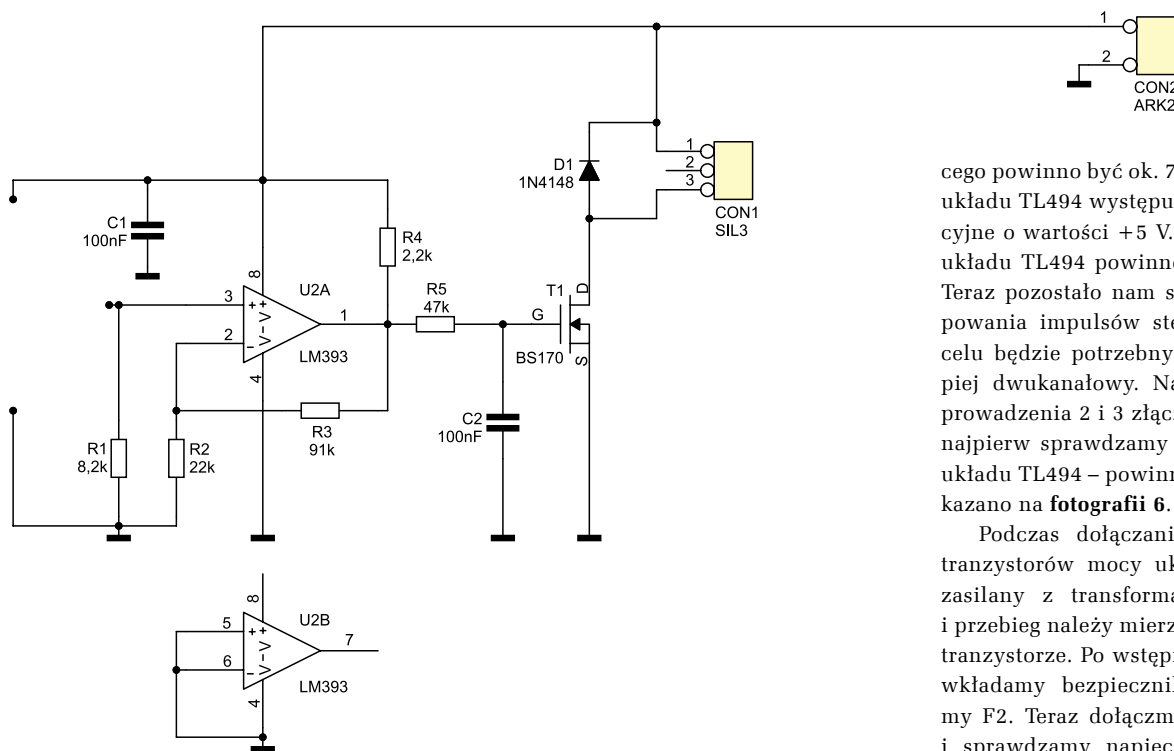 1
2
CON2
ARK2
D1
1N4148
1
2
3
CON1
SIL3
C1
100nF
R4
2,2k
8
U2A
3
++
V-V
2
-
1
LM393
4
R5
47k
T1
D
G
S
BS170
R3
91k
C2
100nF
R1
8,2k
R2
22k
8
U2B
5
++
V-V
6
-
7
LM393
4
cego powinno być ok. 7
układu TL494 występu
cyjne o wartości +5 V.
układu TL494 powinno
Teraz pozostało nam s
powania impulsów ste
celu będzie potrzebny
piej dwukanałowy. Na
prowadzenia 2 i 3 złąc
najpierw sprawdzamy
układu TL494 – powinn
kazano na fotografii 6.
Podczas dołączani
tranzystorów mocy uk
zasilany z transforma
i przebieg należy mierz
tranzystorze. Po wstępn
wkładamy bezpiecznik
my F2. Teraz dołączm
i sprawdzamy napięc